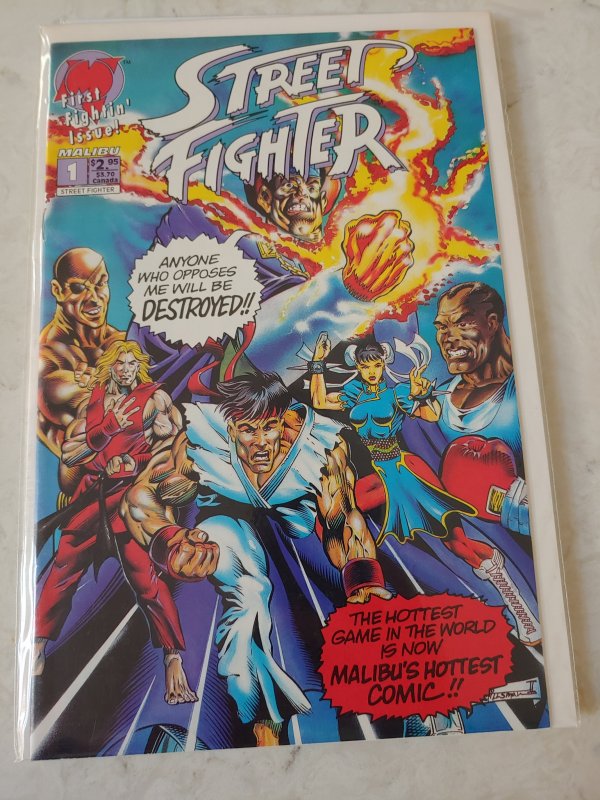 TM
First
Fightin'
Issue!
MALIBU
1
$2.95
$3.70
Canada
STREET FIGHTER
STREET
FIGHTER
ANYONE
WHO OPPOSES
ME WILL BE
DESTROYED!!
THE HOTTEST
GAME IN THE WORLD
IS NOW
MALIBU'S HOTTEST
COMIC!!